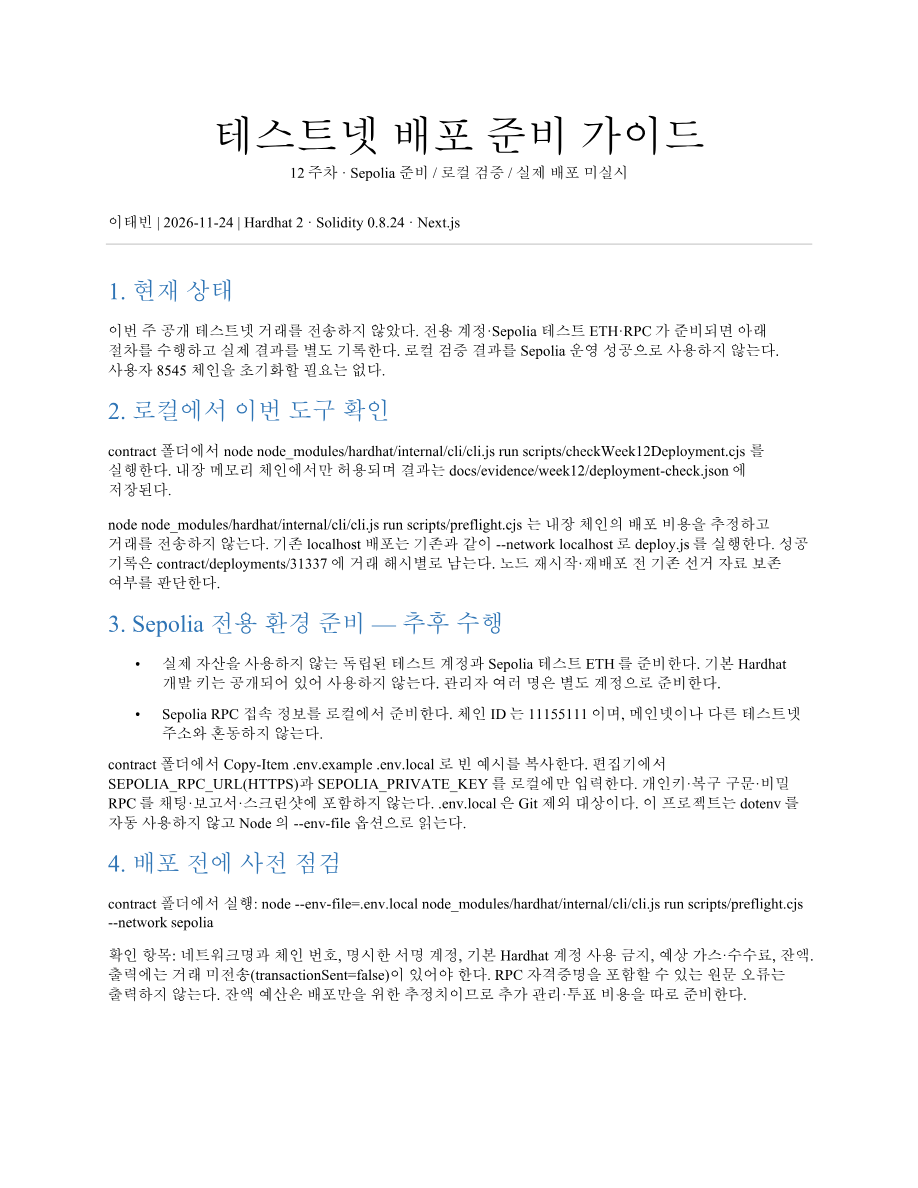 테스트넷 배포 준비 가이드
12주차 · Sepolia 준비 / 로컬 검증 / 실제 배포 미실시
이태빈 | 2026-11-24 | Hardhat 2 · Solidity 0.8.24 · Next.js
1. 현재 상태
이번 주 공개 테스트넷 거래를 전송하지 않았다. 전용 계정·Sepolia 테스트 ETH·RPC가 준비되면 아래
절차를 수행하고 실제 결과를 별도 기록한다. 로컬 검증 결과를 Sepolia 운영 성공으로 사용하지 않는다.
사용자 8545 체인을 초기화할 필요는 없다.
2. 로컬에서 이번 도구 확인
contract 폴더에서 node node_modules/hardhat/internal/cli/cli.js run scripts/checkWeek12Deployment.cjs 를
실행한다. 내장 메모리 체인에서만 허용되며 결과는 docs/evidence/week12/deployment-check.json 에
저장된다.
node node_modules/hardhat/internal/cli/cli.js run scripts/preflight.cjs 는 내장 체인의 배포 비용을 추정하고
거래를 전송하지 않는다. 기존 localhost 배포는 기존과 같이 --network localhost 로 deploy.js 를 실행한다. 성공
기록은 contract/deployments/31337 에 거래 해시별로 남는다. 노드 재시작·재배포 전 기존 선거 자료 보존
여부를 판단한다.
3. Sepolia 전용 환경 준비 — 추후 수행
• 실제 자산을 사용하지 않는 독립된 테스트 계정과 Sepolia 테스트 ETH 를 준비한다. 기본 Hardhat
개발 키는 공개되어 있어 사용하지 않는다. 관리자 여러 명은 별도 계정으로 준비한다.
• Sepolia RPC 접속 정보를 로컬에서 준비한다. 체인 ID 는 11155111 이며, 메인넷이나 다른 테스트넷
주소와 혼동하지 않는다.
contract 폴더에서 Copy-Item .env.example .env.local 로 빈 예시를 복사한다. 편집기에서
SEPOLIA_RPC_URL(HTTPS)과 SEPOLIA_PRIVATE_KEY 를 로컬에만 입력한다. 개인키·복구 구문·비밀
RPC 를 채팅·보고서·스크린샷에 포함하지 않는다. .env.local 은 Git 제외 대상이다. 이 프로젝트는 dotenv 를
자동 사용하지 않고 Node 의 --env-file 옵션으로 읽는다.
4. 배포 전에 사전 점검
contract 폴더에서 실행: node --env-file=.env.local node_modules/hardhat/internal/cli/cli.js run scripts/preflight.cjs
--network sepolia
확인 항목: 네트워크명과 체인 번호, 명시한 서명 계정, 기본 Hardhat 계정 사용 금지, 예상 가스·수수료, 잔액.
출력에는 거래 미전송(transactionSent=false)이 있어야 한다. RPC 자격증명을 포함할 수 있는 원문 오류는
출력하지 않는다. 잔액 예산은 배포만을 위한 추정치이므로 추가 관리·투표 비용을 따로 준비한다.